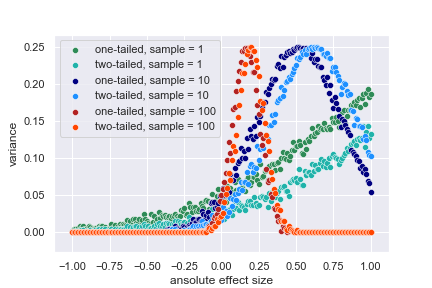 0.25
0.20
0.15
0.10
0.05
0.00
variance
one-tailed, sample = 1
two-tailed, sample = 1
one-tailed, sample = 10
two-tailed, sample = 10
one-tailed, sample = 100
two-tailed, sample = 100
−1.00 −0.75 −0.50 −0.25 0.00 0.25 0.50 0.75 1.00
ansolute effect size